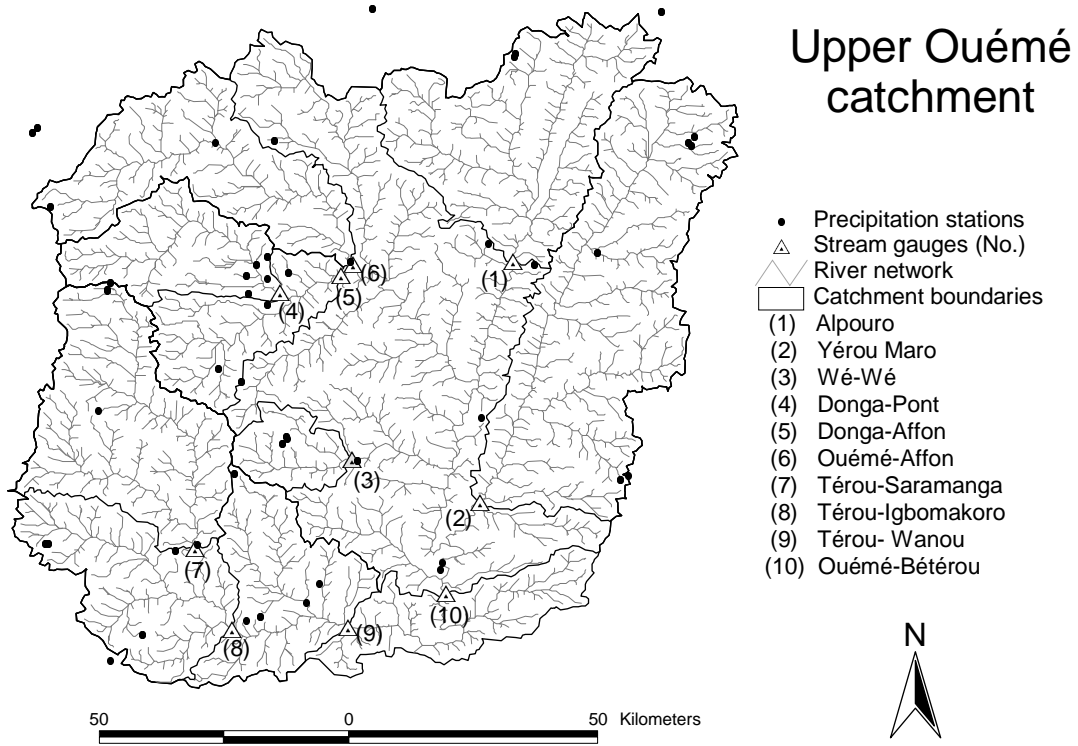 Upper Ouémé
catchment
Precipitation stations
Stream gauges (No.)
River network
Catchment boundaries
(1) Alpouro
(2) Yérou Maro
(3) Wé-Wé
(4) Donga-Pont
(5) Donga-Affon
(6) Ouémé-Affon
(7) Térou-Saramanga
(8) Térou-Igbomakoro
(9) Térou- Wanou
(10) Ouémé-Bétérou
(1)
(6)
(5)
(4)
(3)
(2)
(7)
(10)
(9)
(8)
N
50 0 50 Kilometers